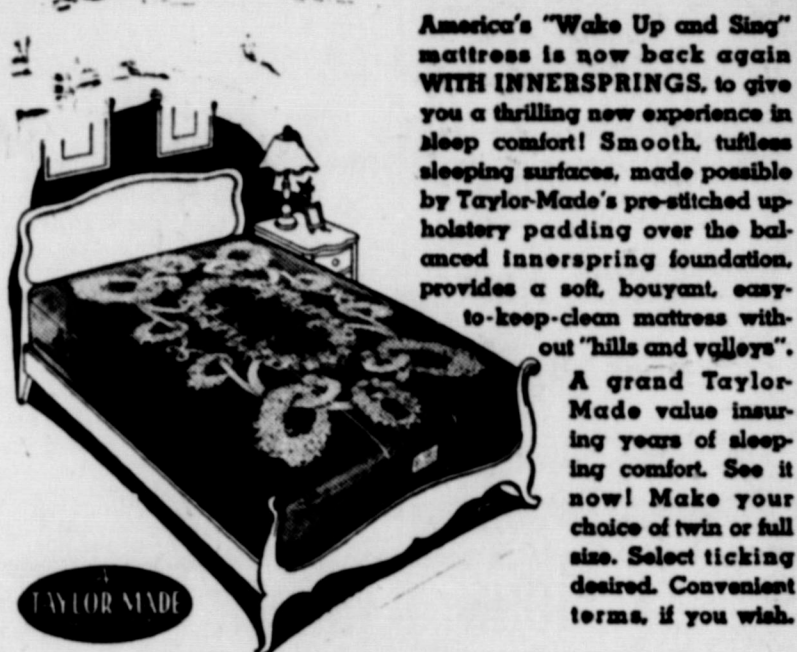 America's "Wake Up and Sing"
mattress is now back again
WITH INNERSPRINGS, to give
you a thrilling new experience in
sleep comfort! Smooth, tuftless
sleeping surfaces, made possible
by Taylor-Made's pre-stitched up-
holstery padding over the bal-
anced innerspring foundation,
provides a soft, bouyant, easy-
to-keep-clean mattress with-
out "hills and valleys".
A grand Taylor-
Made value insur-
ing years of sleep-
ing comfort. See it
now! Make your
choice of twin or full
size. Select ticking
desired. Convenient
terms, if you wish.
TAYLOR MADE